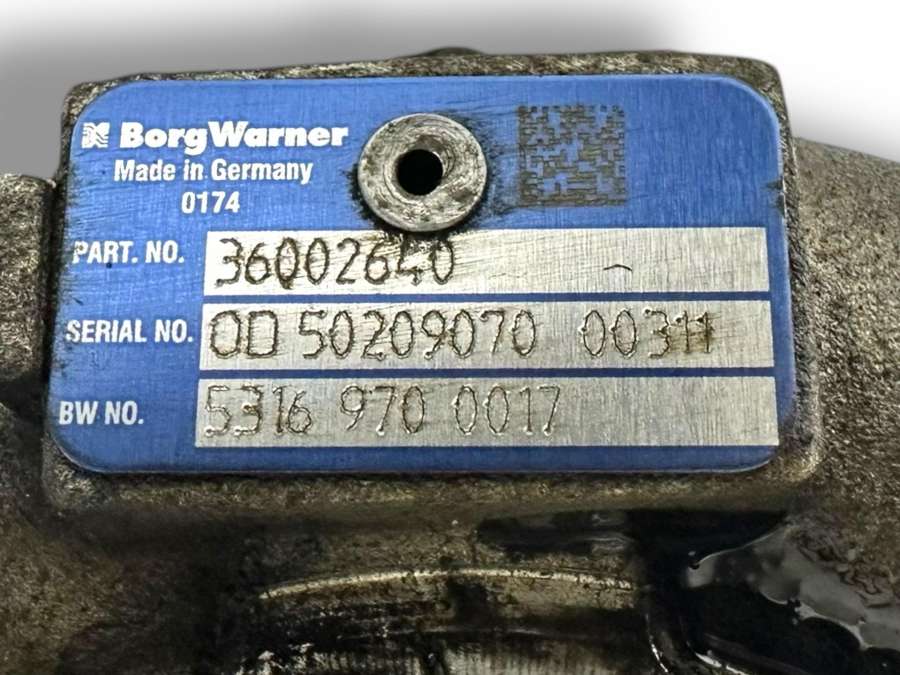 BorgWarner
Made in Germany
0174
PART. NO. 36002640
SERIAL NO. OD 50209070 00311
BW NO. 5316 970 0017